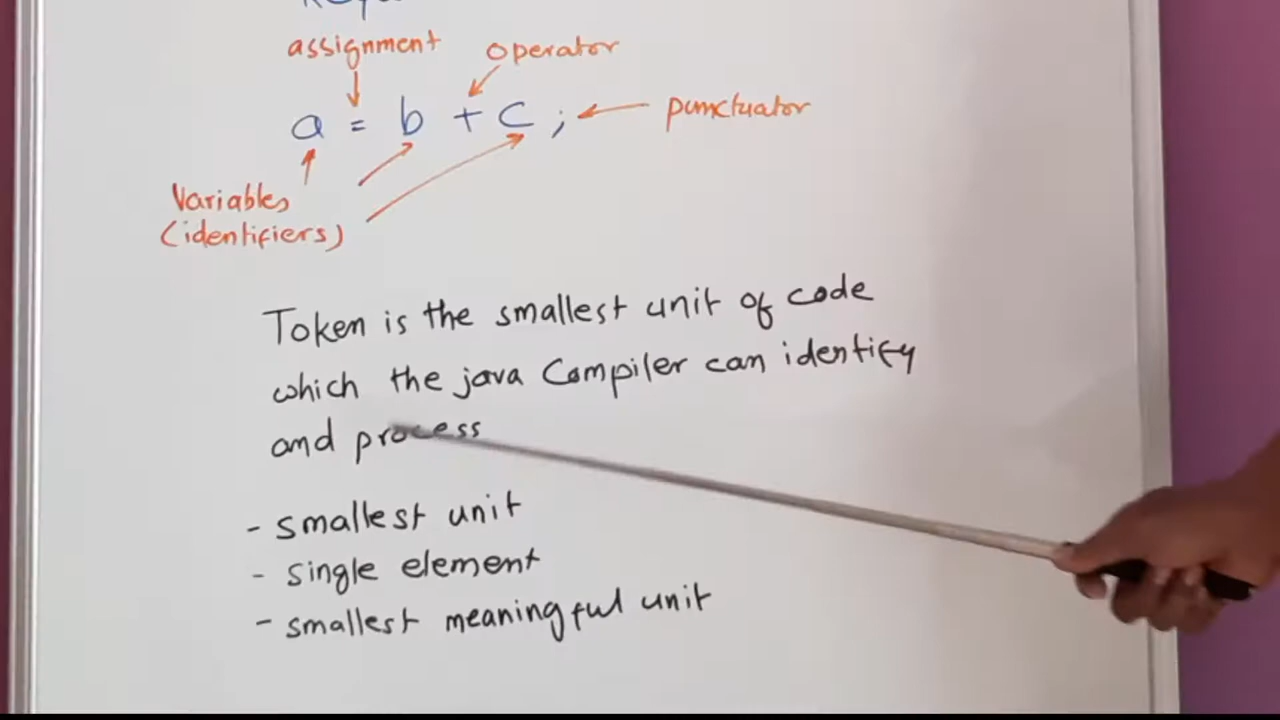 assignment operator
a = b + c ; punctuator
Variables
(identifiers)
Token is the smallest unit of code
which the java Compiler can identify
and process
- smallest unit
- single element
- smallest meaningful unit